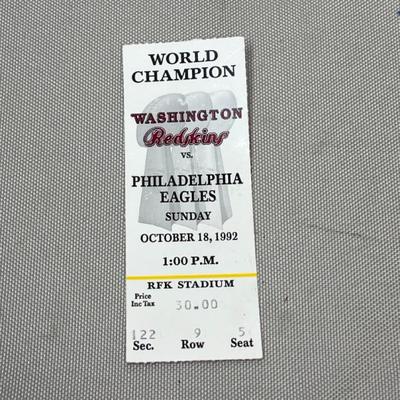 WORLD
CHAMPION
WASHINGTON
Redskins
VS.
PHILADELPHIA
EAGLES
SUNDAY
OCTOBER 18, 1992
1:00 P.M.
RFK STADIUM
Price
Inc Tax 30.00
122 9 5
Sec. Row Seat